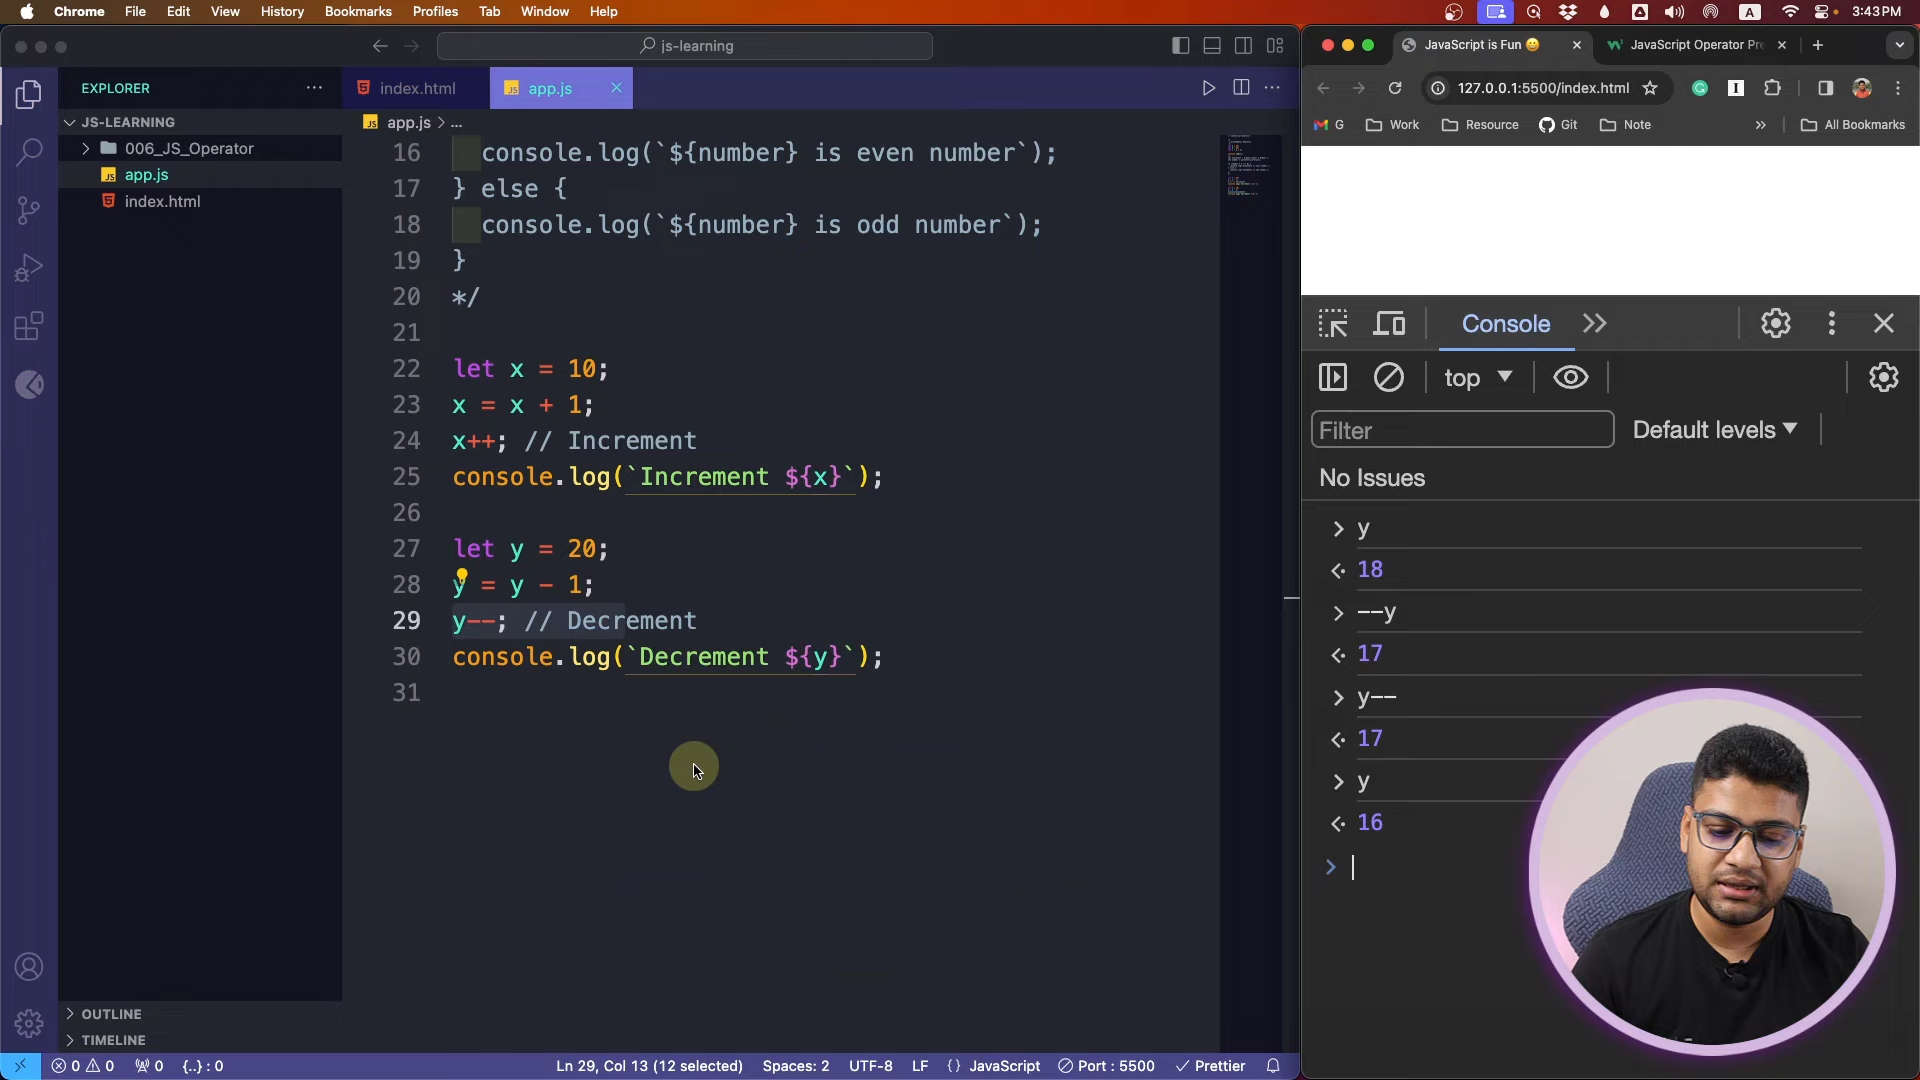 Chrome File Edit View History Bookmarks Profiles Tab Window Help
A 3:43 PM
js-learning
EXPLORER
index.html
app.js
JS-LEARNING
006_JS_Operator
app.js
index.html
OUTLINE
TIMELINE
app.js > ...
16 console.log(`${number} is even number`);
17 } else {
18 console.log(`${number} is odd number`);
19 }
20 */
21
22 let x = 10;
23 x = x + 1;
24 x++; // Increment
25 console.log(`Increment ${x}`);
26
27 let y = 20;
28 y = y - 1;
29 y--; // Decrement
30 console.log(`Decrement ${y}`);
31
0 0 0 {..} : 0
Ln 29, Col 13 (12 selected) Spaces: 2 UTF-8 LF {} JavaScript Port : 5500 Prettier
JavaScript is Fun 😀
JavaScript Operator Pre
127.0.0.1:5500/index.html
G Work Resource Git Note » All Bookmarks
Console
top
Filter
Default levels
No Issues
> y
18
> --y
17
> y--
17
> y
16
>